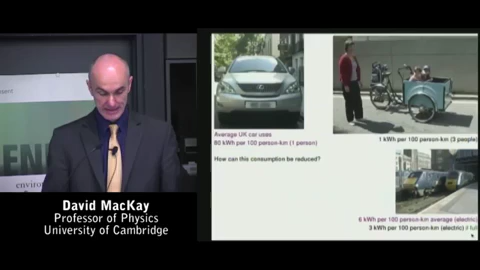 David MacKay
Professor of Physics
University of Cambridge
Average UK car uses
80 kWh per 100 person-km (1 person)
How can this consumption be reduced?
1 kWh per 100 person-km (3 people)
6 kWh per 100 person-km average (electric)
3 kWh per 100 person-km (electric) if full